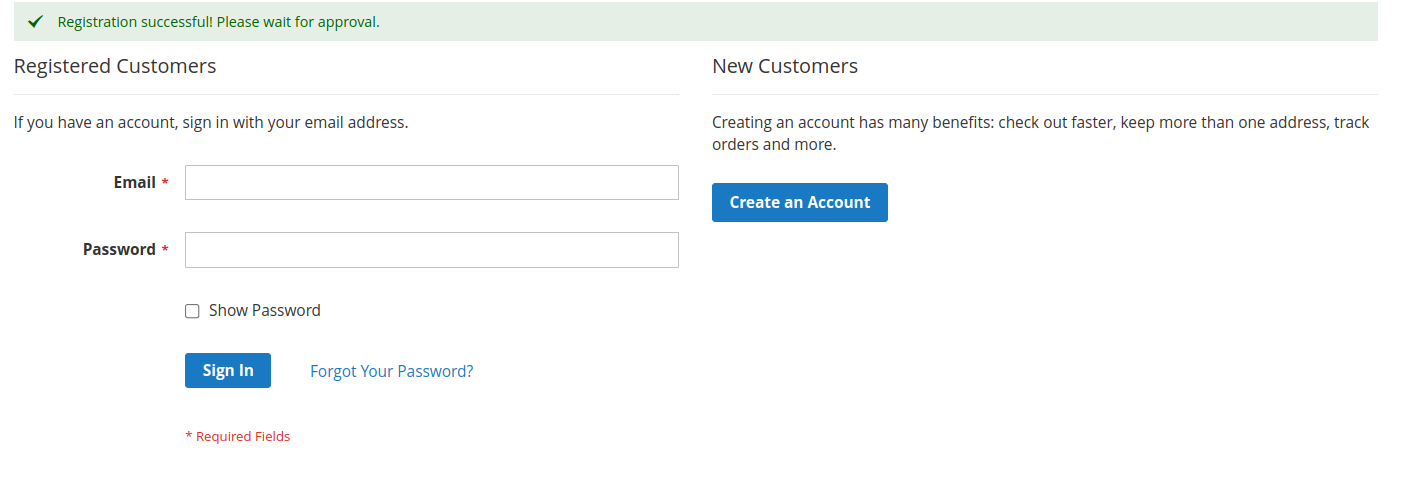 Registration successful! Please wait for approval.
Registered Customers
If you have an account, sign in with your email address.
Email *
Password *
Show Password
Sign In
Forgot Your Password?
* Required Fields
New Customers
Creating an account has many benefits: check out faster, keep more than one address, track
orders and more.
Create an Account